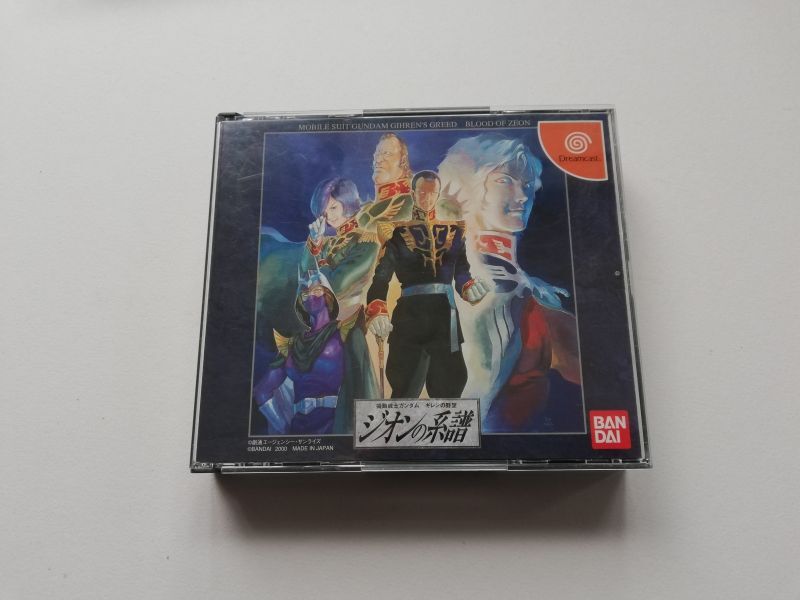 MOBILE SUIT GUNDAM GIHREN'S GREED BLOOD OF ZEON
Dreamcast
機動戦士ガンダム ギレンの野望
ジオンの系譜
©創通エージェンシー・サンライズ
©BANDAI 2000 MADE IN JAPAN
BAN
DAI